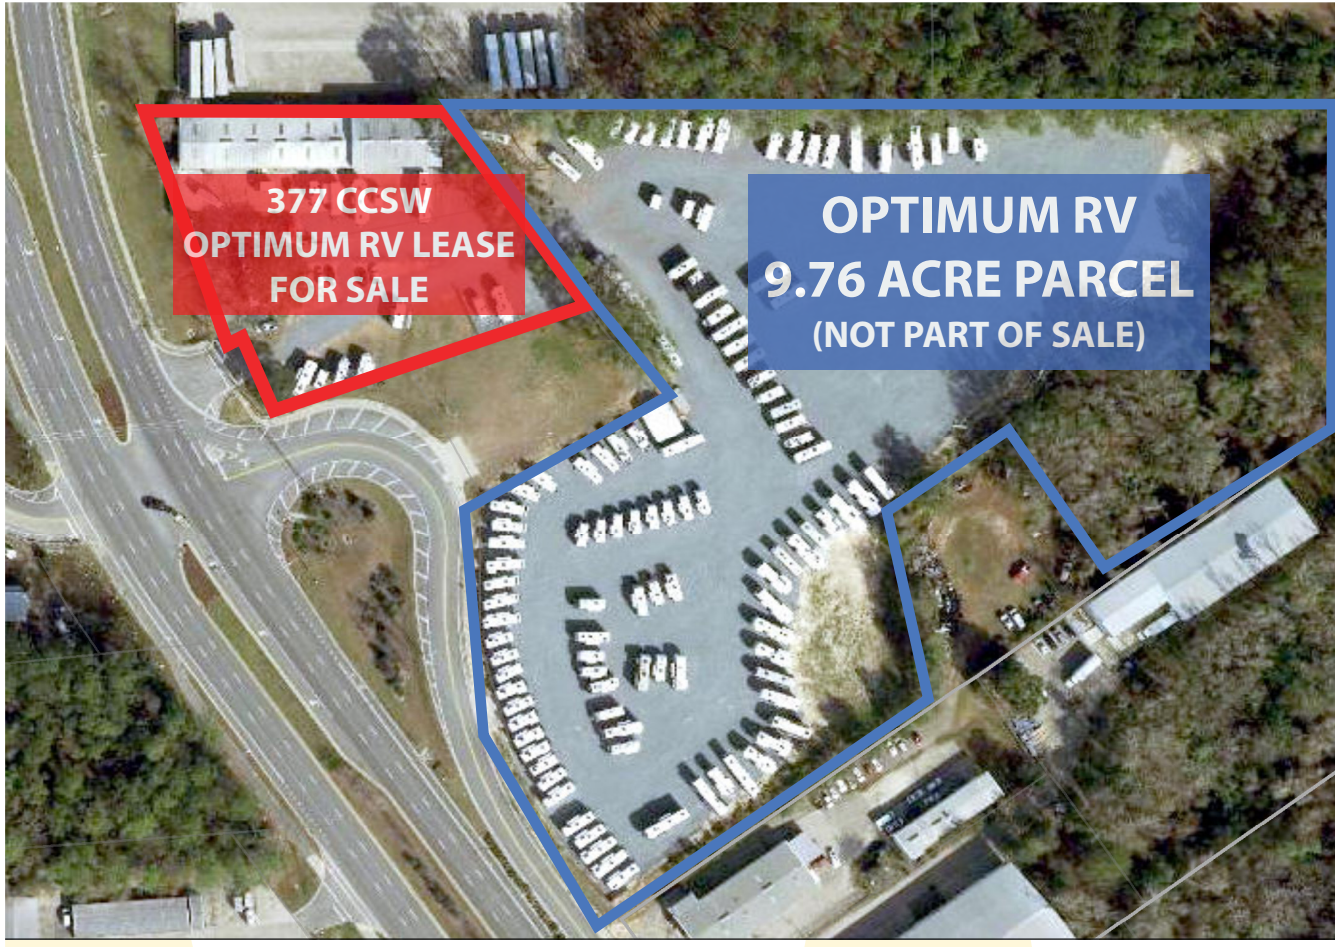 377 CCSW
OPTIMUM RV LEASE
FOR SALE
OPTIMUM RV
9.76 ACRE PARCEL
(NOT PART OF SALE)